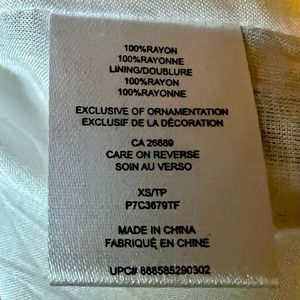 100%RAYON
100%RAYONNE
LINING/DOUBLURE
100%RAYON
100%RAYONNE
EXCLUSIVE OF ORNAMENTATION
EXCLUSIF DE LA DÉCORATION
CA 26689
CARE ON REVERSE
SOIN AU VERSO
XS/TP
P7C3679TF
MADE IN CHINA
FABRIQUÉ EN CHINE
UPC# 888585290302